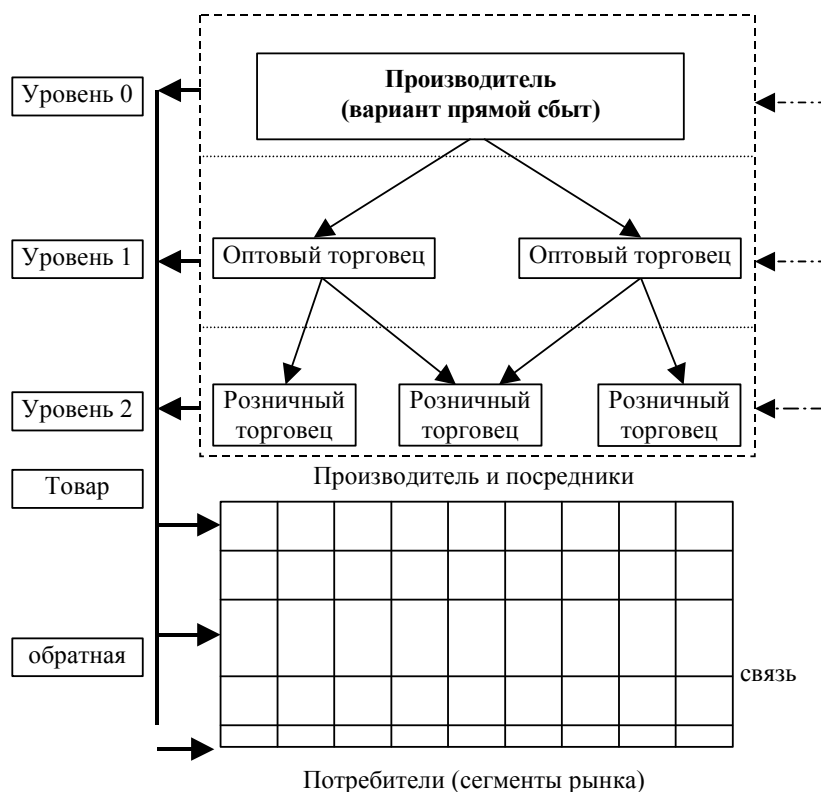 Уровень 0
Производитель
(вариант прямой сбыт)
Уровень 1
Оптовый торговец
Оптовый торговец
Уровень 2
Розничный
торговец
Розничный
торговец
Розничный
торговец
Товар
Производитель и посредники
обратная
связь
Потребители (сегменты рынка)